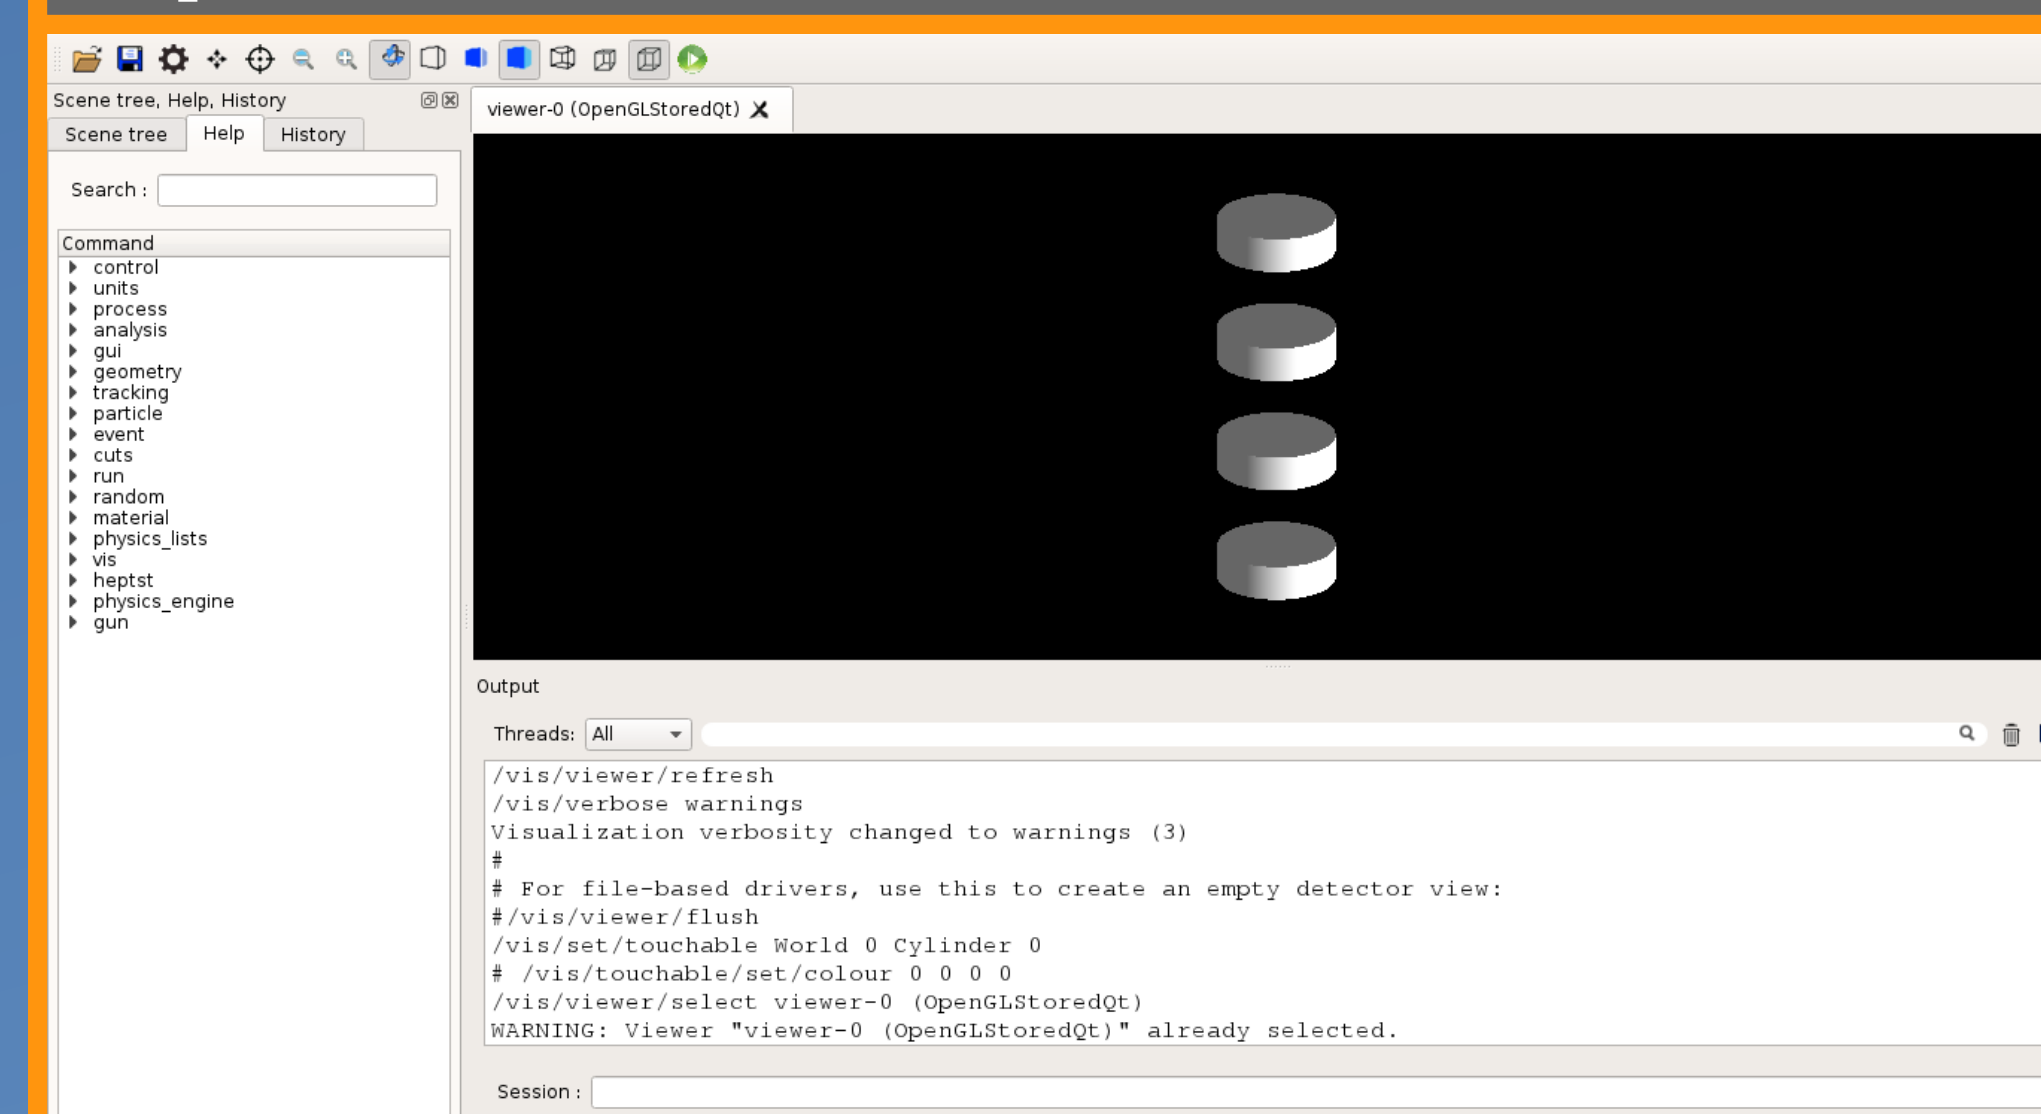 Scene tree, Help, History
Scene tree
Help
History
Search :
Command
control
units
process
analysis
gui
geometry
tracking
particle
event
cuts
run
random
material
physics_lists
vis
heptst
physics_engine
gun
viewer-0 (OpenGLStoredQt)
Output
Threads: All
/vis/viewer/refresh
/vis/verbose warnings
Visualization verbosity changed to warnings (3)
#
# For file-based drivers, use this to create an empty detector view:
#/vis/viewer/flush
/vis/set/touchable World 0 Cylinder 0
# /vis/touchable/set/colour 0 0 0 0
/vis/viewer/select viewer-0 (OpenGLStoredQt)
WARNING: Viewer "viewer-0 (OpenGLStoredQt)" already selected.
Session :